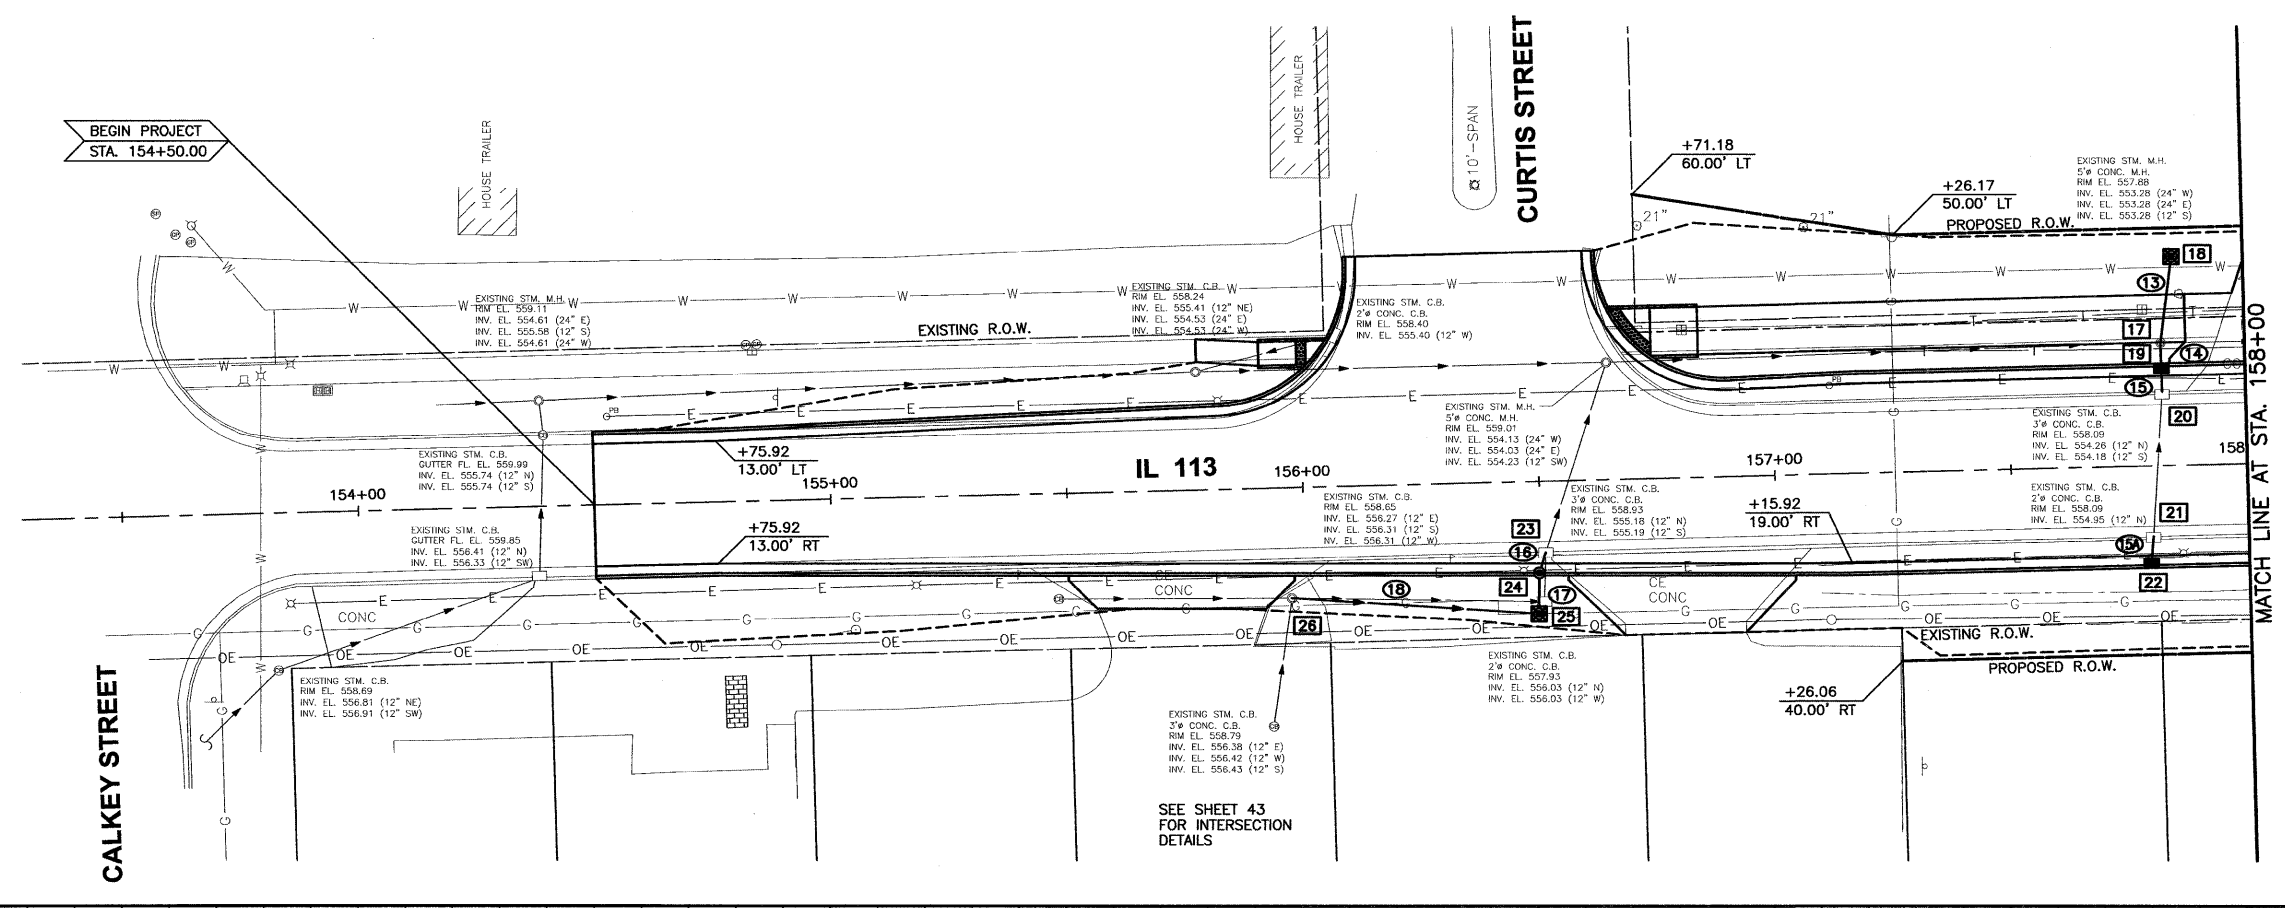 BEGIN PROJECT
STA. 154+50.00
HOUSE TRAILER
HOUSE TRAILER
10'-SPAN
CURTIS STREET
+71.18
60.00' LT
+26.17
50.00' LT
PROPOSED R.O.W.
21"
21"
EXISTING STM. M.H.
5'ø CONC. M.H.
RIM EL. 557.88
INV. EL. 553.28 (24" W)
INV. EL. 553.28 (24" E)
INV. EL. 553.28 (12" S)
18
13
17
19
14
15
20
EXISTING STM. M.H.
RIM EL. 559.11
INV. EL. 554.61 (24" E)
INV. EL. 555.58 (12" S)
INV. EL. 554.61 (24" W)
EXISTING R.O.W.
EXISTING STM. C.B.
RIM EL. 558.24
INV. EL. 555.41 (12" NE)
INV. EL. 554.53 (24" E)
INV. EL. 554.53 (24" W)
EXISTING STM. C.B.
2'ø CONC. C.B.
RIM EL. 558.40
INV. EL. 555.40 (12" W)
PB
PB
EXISTING STM. C.B.
GUTTER FL. EL. 559.99
INV. EL. 555.74 (12" N)
INV. EL. 555.74 (12" S)
+75.92
13.00' LT
IL 113
EXISTING STM. M.H.
5'ø CONC. M.H.
RIM EL. 559.01
INV. EL. 554.13 (24" W)
INV. EL. 554.03 (24" E)
INV. EL. 554.23 (12" SW)
EXISTING STM. C.B.
3'ø CONC. C.B.
RIM EL. 558.09
INV. EL. 554.26 (12" N)
INV. EL. 554.18 (12" S)
154+00
155+00
156+00
157+00
158
MATCH LINE AT STA. 158+00
EXISTING STM. C.B.
GUTTER FL. EL. 559.85
INV. EL. 556.41 (12" N)
INV. EL. 556.33 (12" SW)
+75.92
13.00' RT
EXISTING STM. C.B.
RIM EL. 558.65
INV. EL. 556.27 (12" E)
INV. EL. 556.31 (12" S)
INV. EL. 556.31 (12" W)
EXISTING STM. C.B.
3'ø CONC. C.B.
RIM EL. 558.93
INV. EL. 555.18 (12" N)
INV. EL. 555.19 (12" S)
+15.92
19.00' RT
EXISTING STM. C.B.
2'ø CONC. C.B.
RIM EL. 558.09
INV. EL. 554.95 (12" N)
21
15A
22
23
16
24
17
25
18
26
CE
CONC
CE
CONC
CONC
EXISTING R.O.W.
PROPOSED R.O.W.
+26.06
40.00' RT
CALKEY STREET
EXISTING STM. C.B.
RIM EL. 558.69
INV. EL. 556.81 (12" NE)
INV. EL. 556.91 (12" SW)
EXISTING STM. C.B.
2'ø CONC. C.B.
RIM EL. 557.93
INV. EL. 556.03 (12" N)
INV. EL. 556.03 (12" W)
EXISTING STM. C.B.
3'ø CONC. C.B.
RIM EL. 558.79
INV. EL. 556.38 (12" E)
INV. EL. 556.42 (12" W)
INV. EL. 556.43 (12" S)
SEE SHEET 43
FOR INTERSECTION
DETAILS